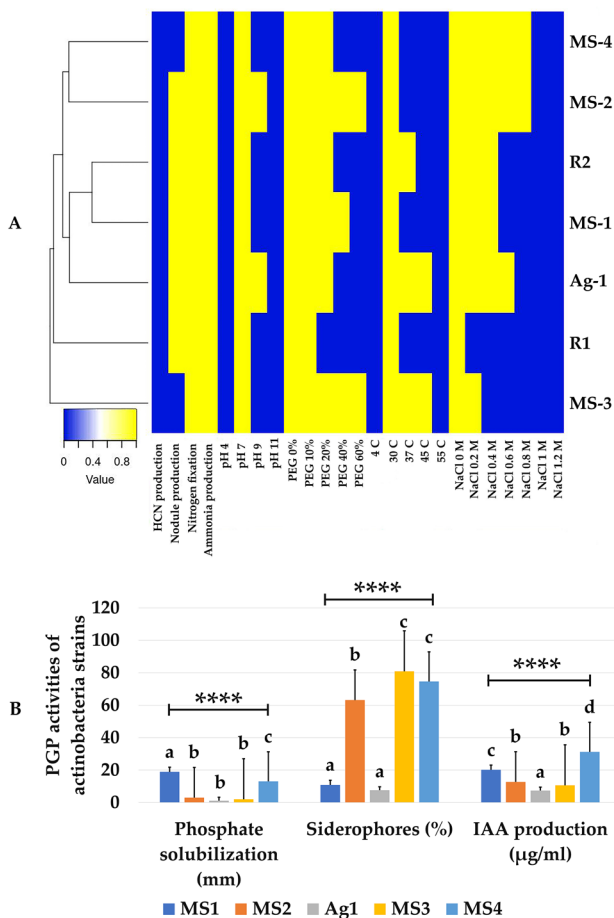 A
MS-4
MS-2
R2
MS-1
Ag-1
R1
MS-3
0 0.4 0.8
Value
HCN production
Nodule production
Nitrogen fixation
Ammonia production
pH 4
pH 7
pH 9
pH 11
PEG 0%
PEG 10%
PEG 20%
PEG 40%
PEG 60%
4 C
30 C
37 C
45 C
55 C
NaCl 0 M
NaCl 0.2 M
NaCl 0.4 M
NaCl 0.6 M
NaCl 0.8 M
NaCl 1 M
NaCl 1.2 M
B
PGP activities of
actinobacteria strains
120
100
80
60
40
20
0
****
a b b b c
****
a b a c c
****
c b a b d
Phosphate
solubilization
(mm)
Siderophores (%)
IAA production
(µg/ml)
MS1 MS2 Ag1 MS3 MS4